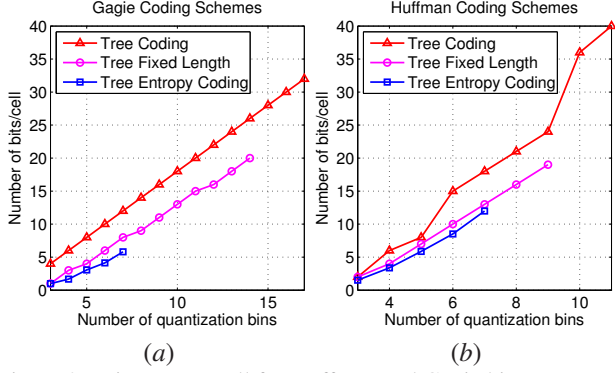 Gagie Coding Schemes
Number of bits/cell
40
35
30
25
20
15
10
5
0
Tree Coding
Tree Fixed Length
Tree Entropy Coding
5 10 15
Number of quantization bins
(a)
Huffman Coding Schemes
Number of bits/cell
40
35
30
25
20
15
10
5
0
Tree Coding
Tree Fixed Length
Tree Entropy Coding
4 6 8 10
Number of quantization bins
(b)